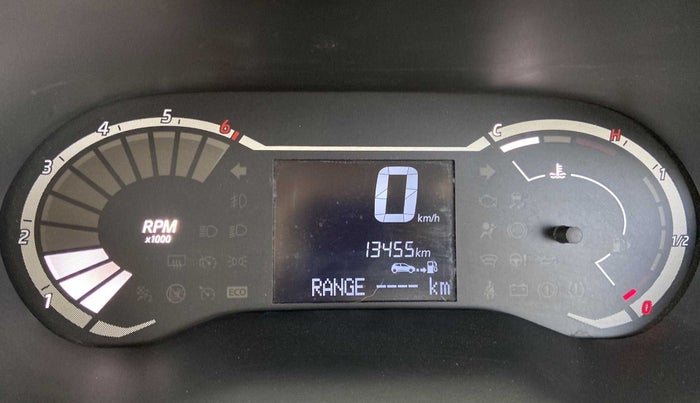 1
2
3
4
5
6
RPM
x1000
ECO
0
km/h
13455km
RANGE ---- km
C
H
1
1/2
0